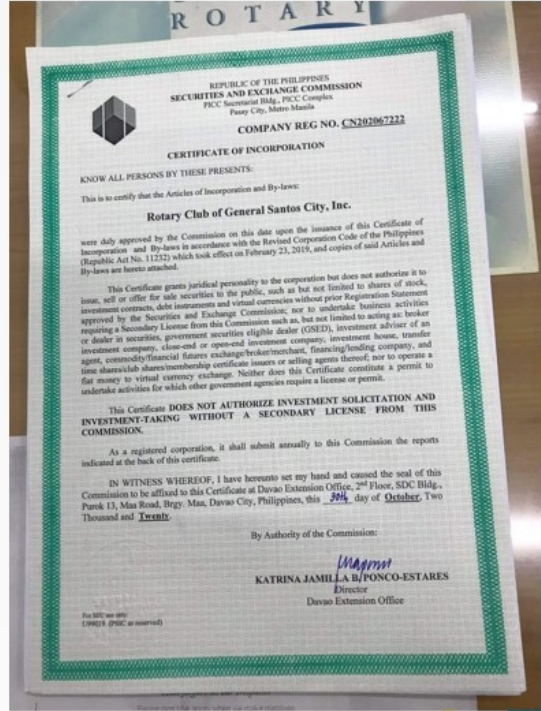 ROTARY
REPUBLIC OF THE PHILIPPINES
SECURITIES AND EXCHANGE COMMISSION
PICC Secretariat Bldg., PICC Complex
Pasay City, Metro Manila
COMPANY REG NO. CN202067222
CERTIFICATE OF INCORPORATION
KNOW ALL PERSONS BY THESE PRESENTS:
This is to certify that the Articles of Incorporation and By-laws:
Rotary Club of General Santos City, Inc.
were duly approved by the Commission on this date upon the issuance of this Certificate of
Incorporation and By-laws in accordance with the Revised Corporation Code of the Philippines
(Republic Act No. 11232) which took effect on February 23, 2019, and copies of said Articles and
By-laws are hereto attached.
This Certificate grants juridical personality to the corporation but does not authorize it to
issue, sell or offer for sale securities to the public, such as but not limited to shares of stock,
investment contracts, debt instruments and virtual currencies without prior Registration Statement
approved by the Securities and Exchange Commission; nor to undertake business activities
requiring a Secondary License from this Commission such as, but not limited to acting as: broker
or dealer in securities, government securities eligible dealer (GSED), investment adviser of an
investment company, close-end or open-end investment company, investment house, transfer
agent, commodity/financial futures exchange/broker/merchant, financing/lending company, and
time shares/club shares/membership certificate issuers or selling agents thereof; nor to operate a
fiat money to virtual currency exchange. Neither does this Certificate constitute a permit to
undertake activities for which other government agencies require a license or permit.
This Certificate DOES NOT AUTHORIZE INVESTMENT SOLICITATION AND
INVESTMENT-TAKING WITHOUT A SECONDARY LICENSE FROM THIS
COMMISSION.
As a registered corporation, it shall submit annually to this Commission the reports
indicated at the back of this certificate.
IN WITNESS WHEREOF, I have hereunto set my hand and caused the seal of this
Commission to be affixed to this Certificate at Davao Extension Office, 2nd Floor, SDC Bldg.,
Purok 13, Maa Road, Brgy. Maa, Davao City, Philippines, this 30th day of October, Two
Thousand and Twenty.
By Authority of the Commission:
KATRINA JAMILLA B. PONCO-ESTARES
Director
Davao Extension Office
For SEC use only:
U99019. (PSIC as reserved)